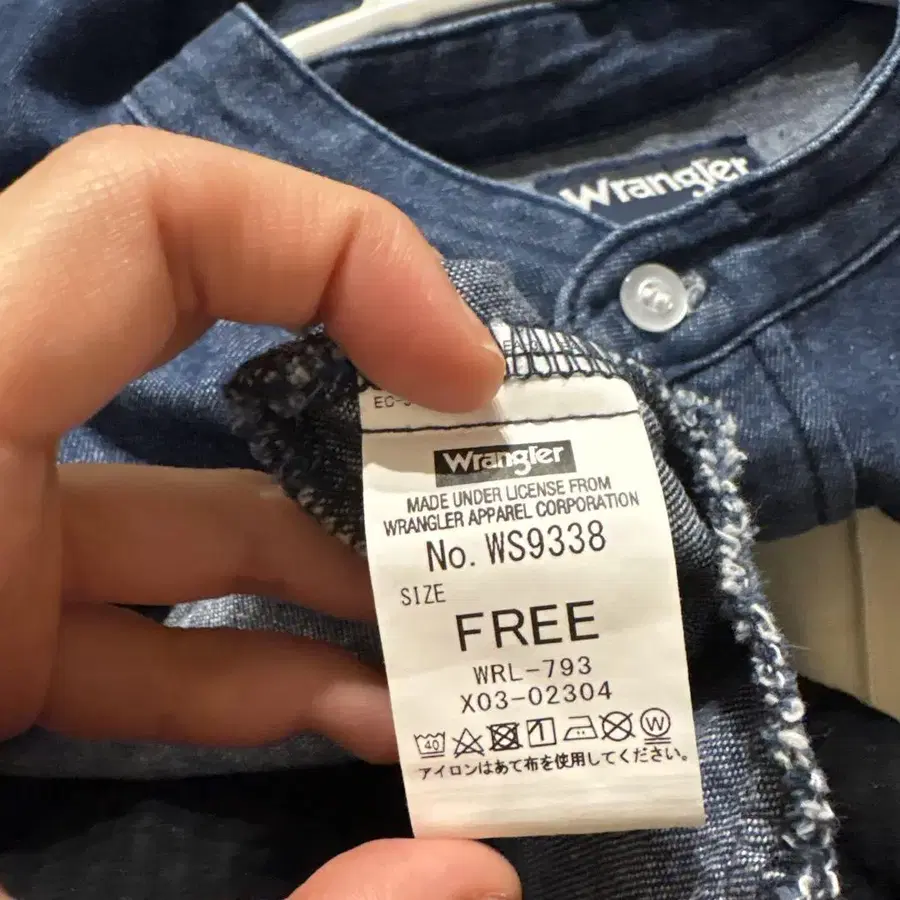 Wrangler
Wrangler
MADE UNDER LICENSE FROM
WRANGLER APPAREL CORPORATION
No. WS9338
SIZE
FREE
WRL-793
X03-02304
40 W
アイロンはあて布を使用してください。